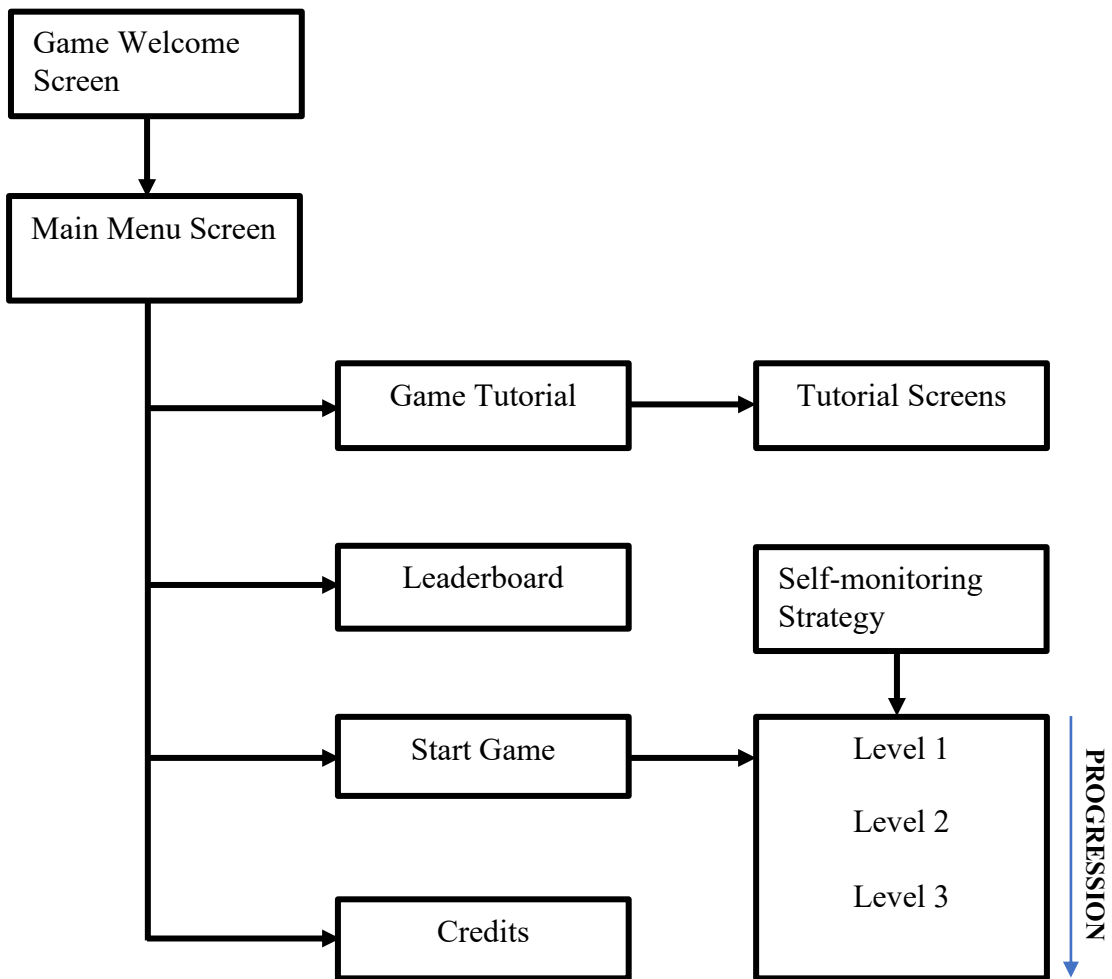 Game Welcome
Screen
Main Menu Screen
Game Tutorial
Tutorial Screens
Leaderboard
Self-monitoring
Strategy
Start Game
Level 1
Level 2
Level 3
PROGRESSION
Credits